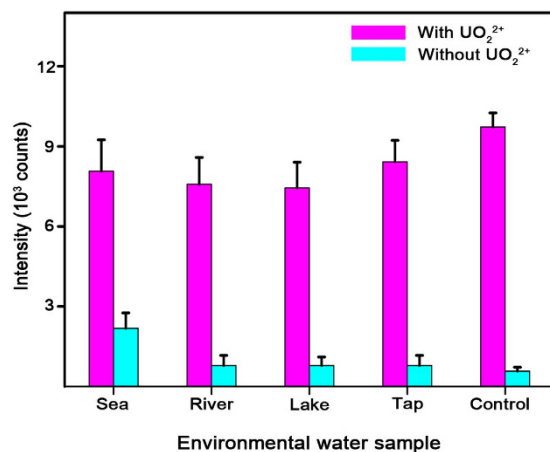 With UO₂²⁺
Without UO₂²⁺
12
9
6
3
Intensity (10³ counts)
Sea River Lake Tap Control
Environmental water sample